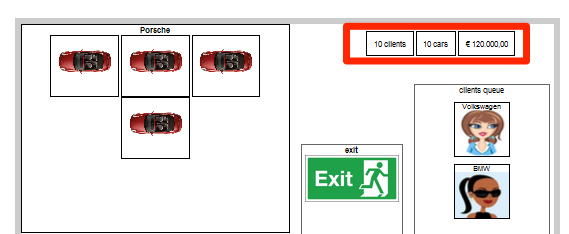 Porsche
10 clients
10 cars
€ 120.000,00
clients queue
Volkswagen
exit
Exit
BMW